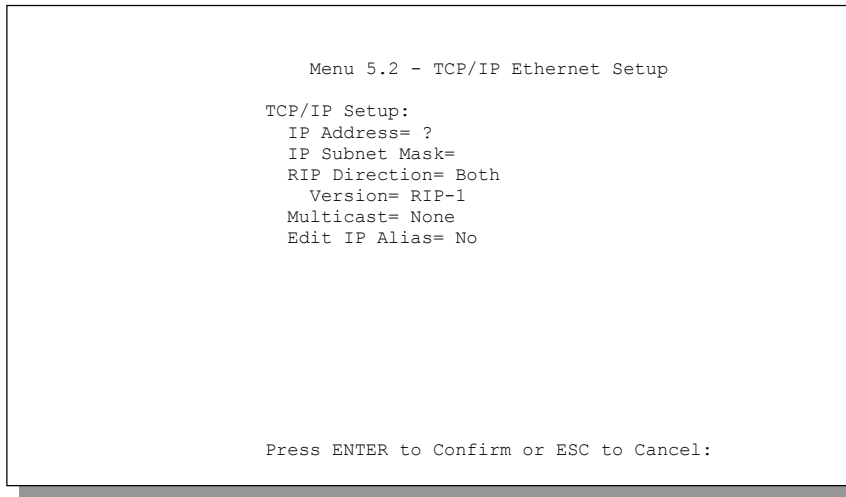 Menu 5.2 - TCP/IP Ethernet Setup
TCP/IP Setup:
IP Address= ?
IP Subnet Mask=
RIP Direction= Both
Version= RIP-1
Multicast= None
Edit IP Alias= No
Press ENTER to Confirm or ESC to Cancel: